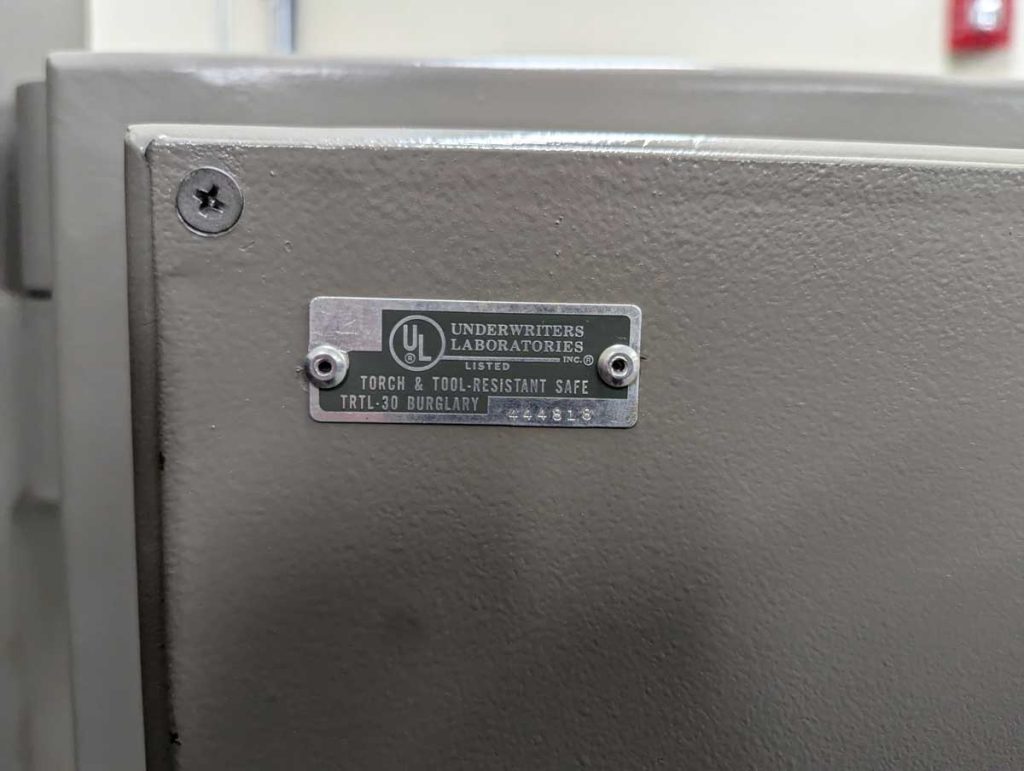 UL
®
UNDERWRITERS
LABORATORIES
INC.®
LISTED
TORCH & TOOL-RESISTANT SAFE
TRTL-30 BURGLARY 444818